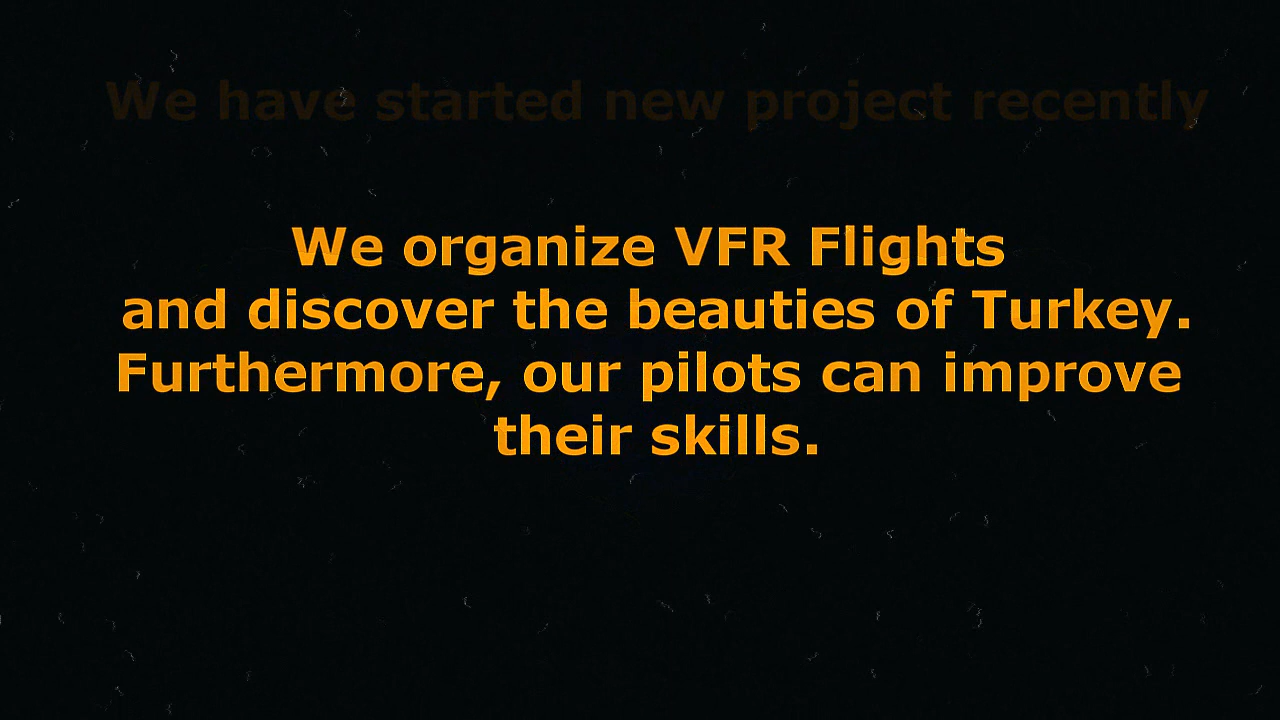 We have started new project recently
We organize VFR Flights
and discover the beauties of Turkey.
Furthermore, our pilots can improve
their skills.